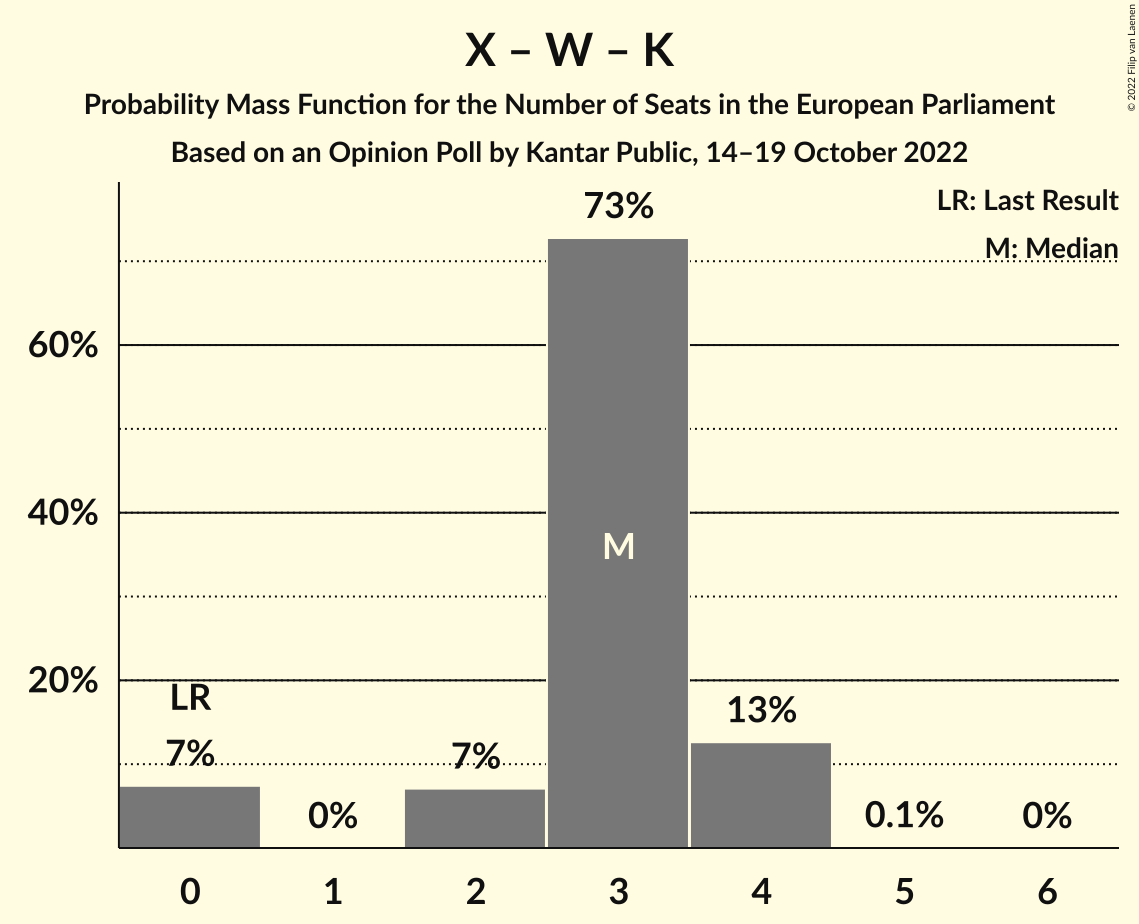 X – W – K
Probability Mass Function for the Number of Seats in the European Parliament
Based on an Opinion Poll by Kantar Public, 14–19 October 2022
© 2022 Filip van Laenen
LR: Last Result
M: Median
73%
60%
40%
M
20%
LR
13%
7%
7%
0%
0.1%
0%
0 1 2 3 4 5 6